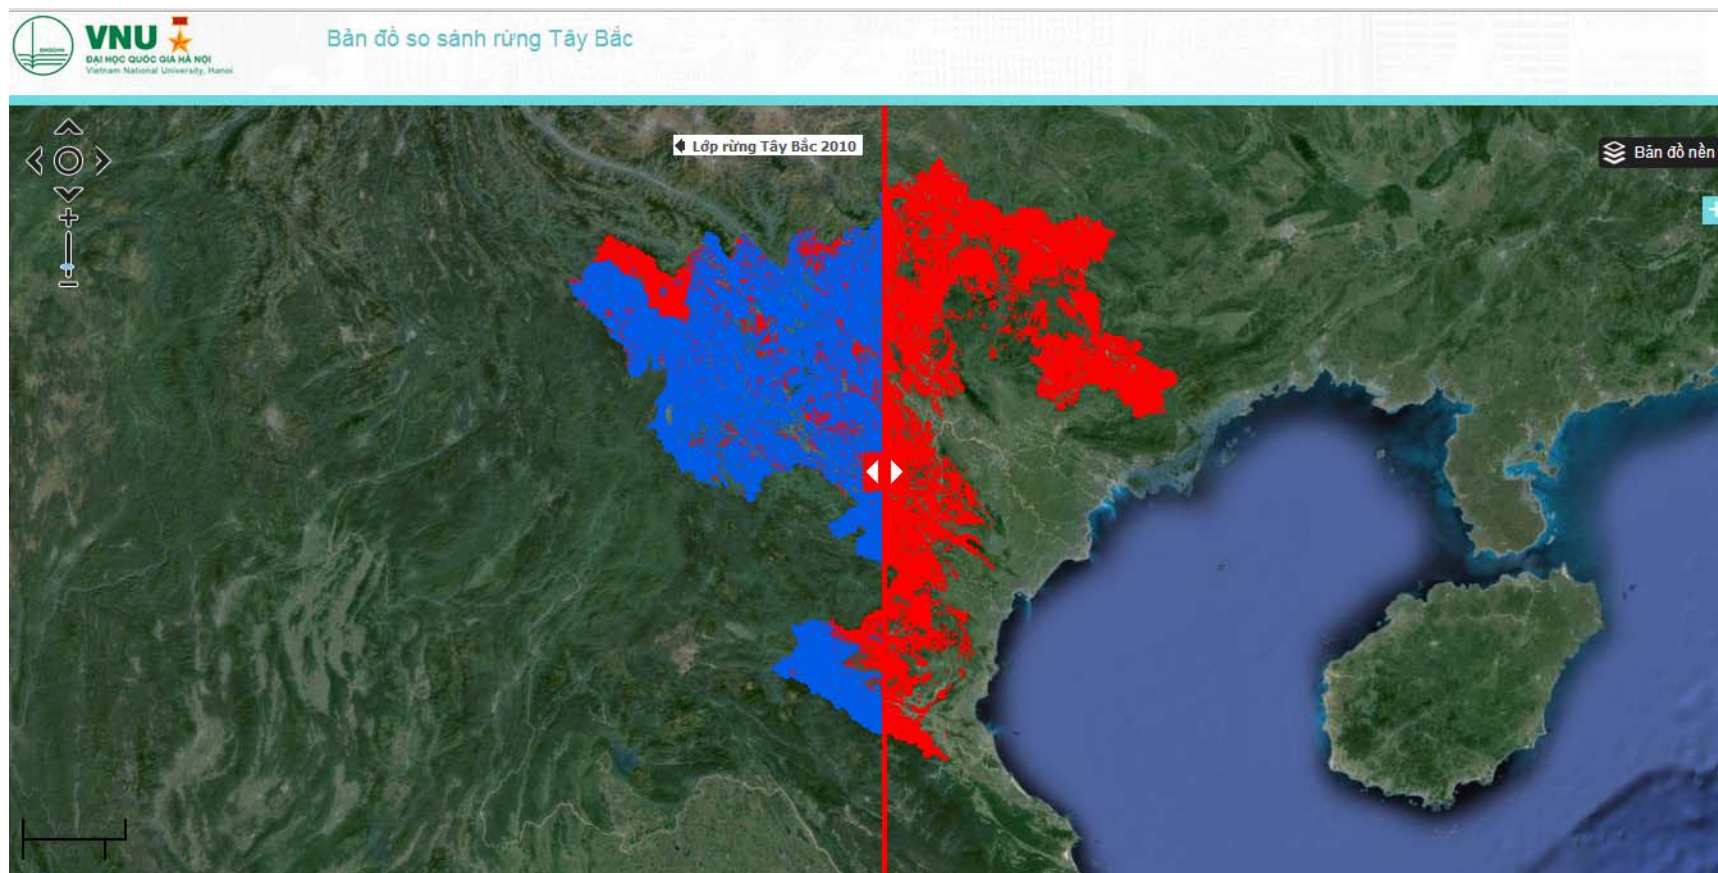 VNU
ĐẠI HỌC QUỐC GIA HÀ NỘI
Vietnam National University, Hanoi
Bản đồ so sánh rừng Tây Bắc
Lớp rừng Tây Bắc 2010
Bản đồ nền